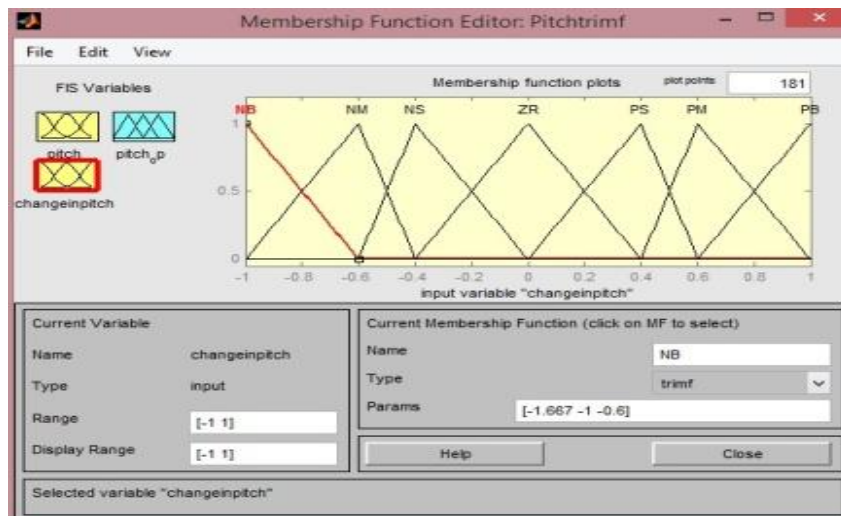 Membership Function Editor: Pitchtrimf
File Edit View
FIS Variables
pitch pitch_op
changeinpitch
Membership function plots plot points 181
NB NM NS ZR PS PM PB
1
0.5
0
-1 -0.8 -0.6 -0.4 -0.2 0 0.2 0.4 0.6 0.8 1
input variable "changeinpitch"
Current Variable
Name changeinpitch
Type input
Range [-1 1]
Display Range [-1 1]
Current Membership Function (click on MF to select)
Name NB
Type trimf
Params [-1.667 -1 -0.6]
Help Close
Selected variable "changeinpitch"